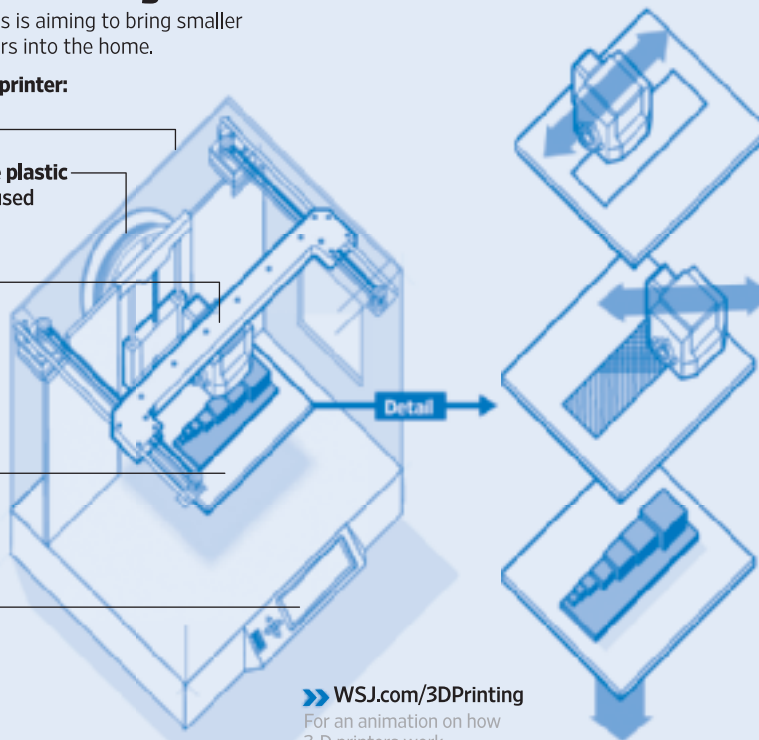 s is aiming to bring smaller
rs into the home.
printer:
plastic
used
Detail
WSJ.com/3DPrinting
For an animation on how